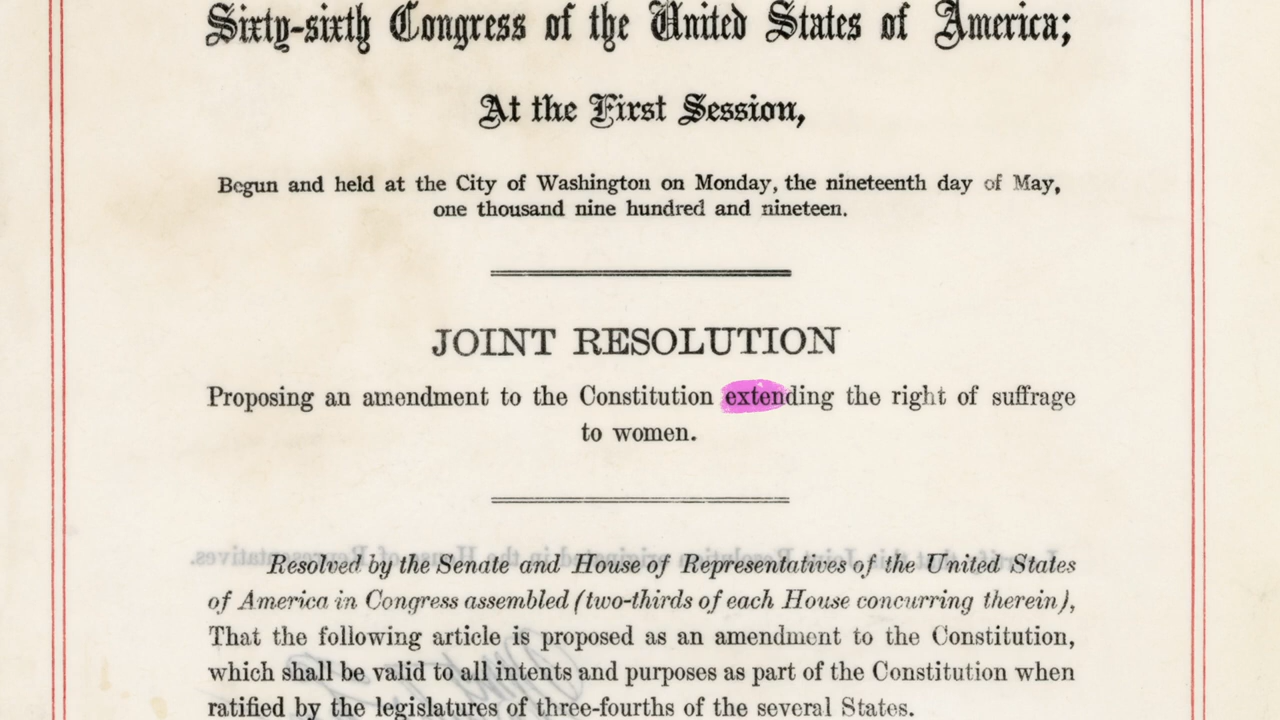 Sixty-sixth Congress of the United States of America;
At the First Session,
Begun and held at the City of Washington on Monday, the nineteenth day of May,
one thousand nine hundred and nineteen.
JOINT RESOLUTION
Proposing an amendment to the Constitution extending the right of suffrage
to women.
Resolved by the Senate and House of Representatives of the United States
of America in Congress assembled (two-thirds of each House concurring therein),
That the following article is proposed as an amendment to the Constitution,
which shall be valid to all intents and purposes as part of the Constitution when
ratified by the legislatures of three-fourths of the several States.